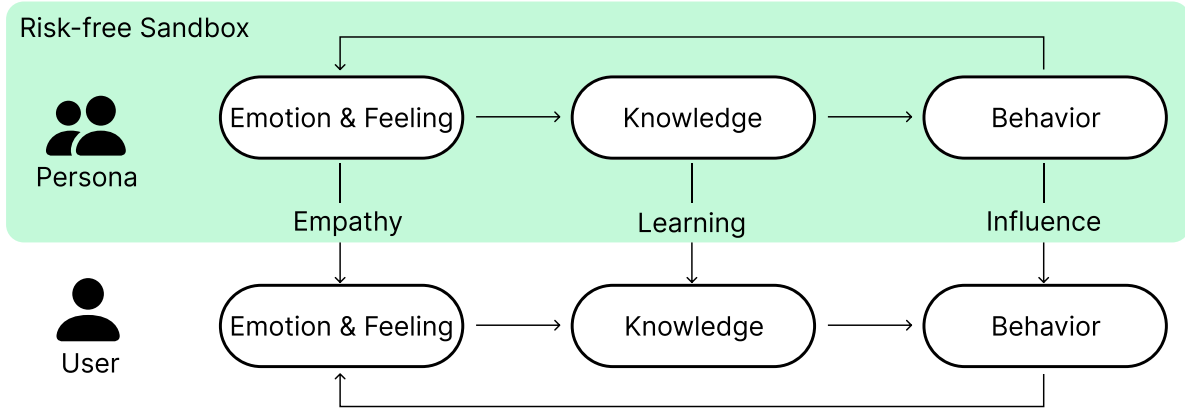 Risk-free Sandbox
Emotion & Feeling
Knowledge
Behavior
Persona
Empathy
Learning
Influence
Emotion & Feeling
Knowledge
Behavior
User